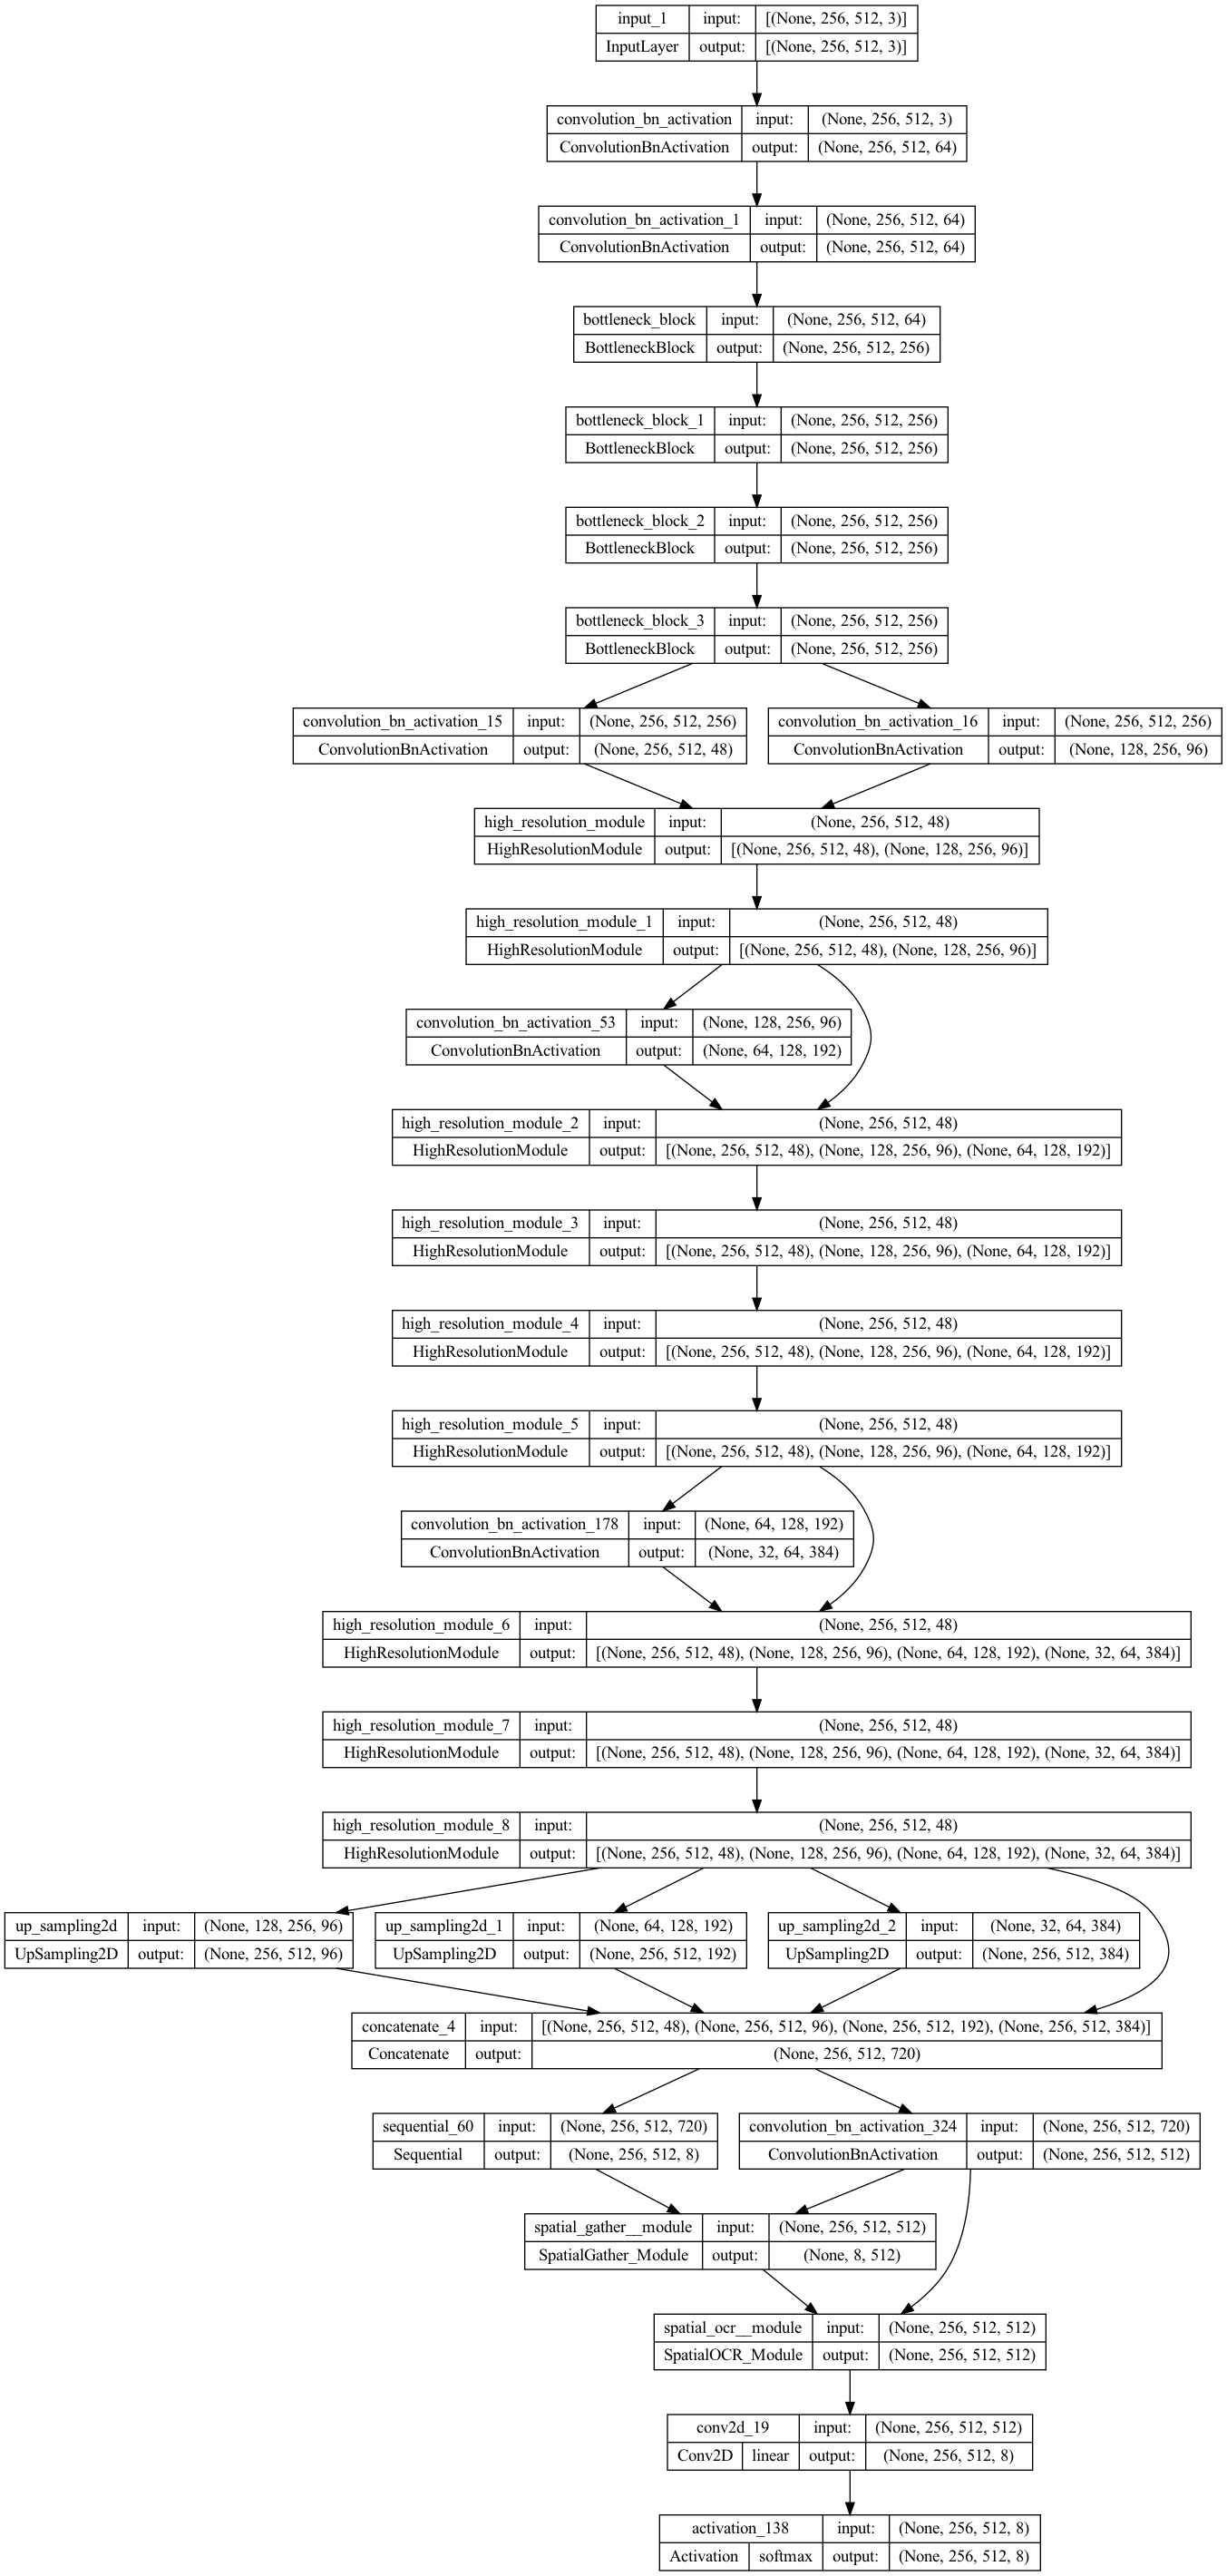 input_1 input: [(None, 256, 512, 3)]
InputLayer output: [(None, 256, 512, 3)]
convolution_bn_activation input: (None, 256, 512, 3)
ConvolutionBnActivation output: (None, 256, 512, 64)
convolution_bn_activation_1 input: (None, 256, 512, 64)
ConvolutionBnActivation output: (None, 256, 512, 64)
bottleneck_block input: (None, 256, 512, 64)
BottleneckBlock output: (None, 256, 512, 256)
bottleneck_block_1 input: (None, 256, 512, 256)
BottleneckBlock output: (None, 256, 512, 256)
bottleneck_block_2 input: (None, 256, 512, 256)
BottleneckBlock output: (None, 256, 512, 256)
bottleneck_block_3 input: (None, 256, 512, 256)
BottleneckBlock output: (None, 256, 512, 256)
convolution_bn_activation_15 input: (None, 256, 512, 256)
ConvolutionBnActivation output: (None, 256, 512, 48)
convolution_bn_activation_16 input: (None, 256, 512, 256)
ConvolutionBnActivation output: (None, 128, 256, 96)
high_resolution_module input: (None, 256, 512, 48)
HighResolutionModule output: [(None, 256, 512, 48), (None, 128, 256, 96)]
high_resolution_module_1 input: (None, 256, 512, 48)
HighResolutionModule output: [(None, 256, 512, 48), (None, 128, 256, 96)]
convolution_bn_activation_53 input: (None, 128, 256, 96)
ConvolutionBnActivation output: (None, 64, 128, 192)
high_resolution_module_2 input: (None, 256, 512, 48)
HighResolutionModule output: [(None, 256, 512, 48), (None, 128, 256, 96), (None, 64, 128, 192)]
high_resolution_module_3 input: (None, 256, 512, 48)
HighResolutionModule output: [(None, 256, 512, 48), (None, 128, 256, 96), (None, 64, 128, 192)]
high_resolution_module_4 input: (None, 256, 512, 48)
HighResolutionModule output: [(None, 256, 512, 48), (None, 128, 256, 96), (None, 64, 128, 192)]
high_resolution_module_5 input: (None, 256, 512, 48)
HighResolutionModule output: [(None, 256, 512, 48), (None, 128, 256, 96), (None, 64, 128, 192)]
convolution_bn_activation_178 input: (None, 64, 128, 192)
ConvolutionBnActivation output: (None, 32, 64, 384)
high_resolution_module_6 input: (None, 256, 512, 48)
HighResolutionModule output: [(None, 256, 512, 48), (None, 128, 256, 96), (None, 64, 128, 192), (None, 32, 64, 384)]
high_resolution_module_7 input: (None, 256, 512, 48)
HighResolutionModule output: [(None, 256, 512, 48), (None, 128, 256, 96), (None, 64, 128, 192), (None, 32, 64, 384)]
high_resolution_module_8 input: (None, 256, 512, 48)
HighResolutionModule output: [(None, 256, 512, 48), (None, 128, 256, 96), (None, 64, 128, 192), (None, 32, 64, 384)]
up_sampling2d input: (None, 128, 256, 96)
UpSampling2D output: (None, 256, 512, 96)
up_sampling2d_1 input: (None, 64, 128, 192)
UpSampling2D output: (None, 256, 512, 192)
up_sampling2d_2 input: (None, 32, 64, 384)
UpSampling2D output: (None, 256, 512, 384)
concatenate_4 input: [(None, 256, 512, 48), (None, 256, 512, 96), (None, 256, 512, 192), (None, 256, 512, 384)]
Concatenate output: (None, 256, 512, 720)
sequential_60 input: (None, 256, 512, 720)
Sequential output: (None, 256, 512, 8)
convolution_bn_activation_324 input: (None, 256, 512, 720)
ConvolutionBnActivation output: (None, 256, 512, 512)
spatial_gather__module input: (None, 256, 512, 512)
SpatialGather_Module output: (None, 8, 512)
spatial_ocr__module input: (None, 256, 512, 512)
SpatialOCR_Module output: (None, 256, 512, 512)
conv2d_19 input: (None, 256, 512, 512)
Conv2D linear output: (None, 256, 512, 8)
activation_138 input: (None, 256, 512, 8)
Activation softmax output: (None, 256, 512, 8)